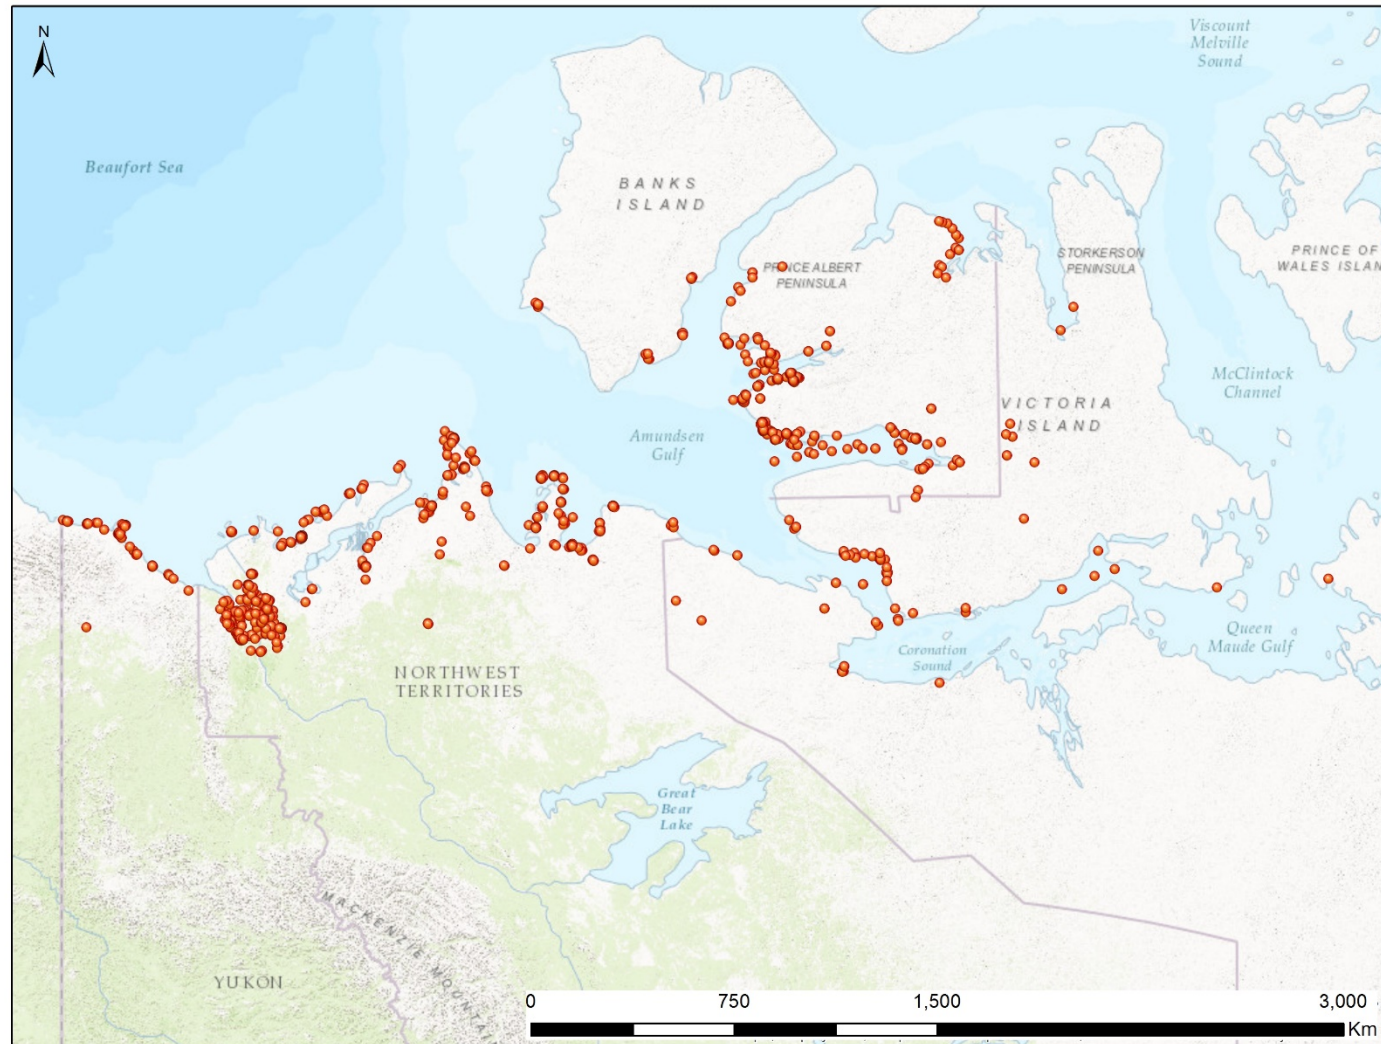 N
Viscount
Melville
Sound
Beaufort Sea
BANKS
ISLAND
PRINCE ALBERT
PENINSULA
STORKERSON
PENINSULA
PRINCE OF
WALES ISLAN
McClintock
Channel
VICTORIA
ISLAND
Amundsen
Gulf
Queen
Maude Gulf
Coronation
Sound
NORTHWEST
TERRITORIES
Great
Bear
Lake
MACKENZIE MOUNTAI
YUKON
0 750 1,500 3,000
Km